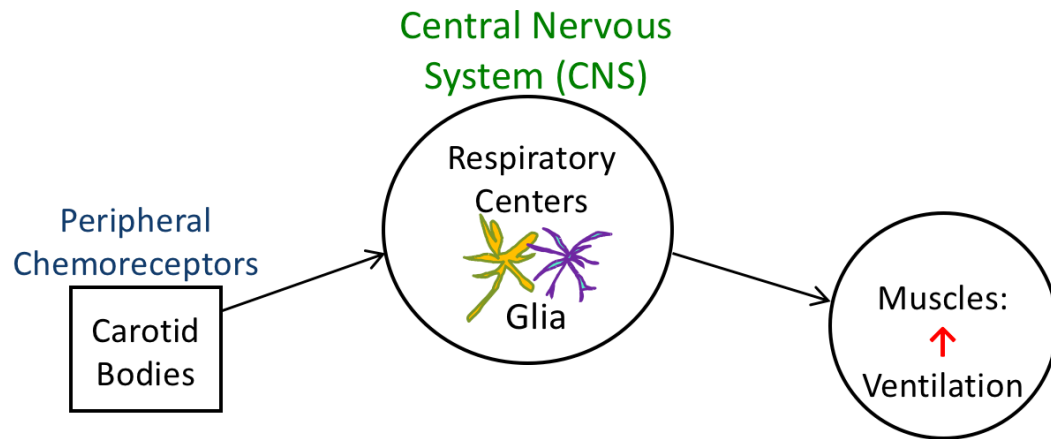 Central Nervous
System (CNS)
Respiratory
Centers
Glia
Peripheral
Chemoreceptors
Carotid
Bodies
Muscles:
↑
Ventilation